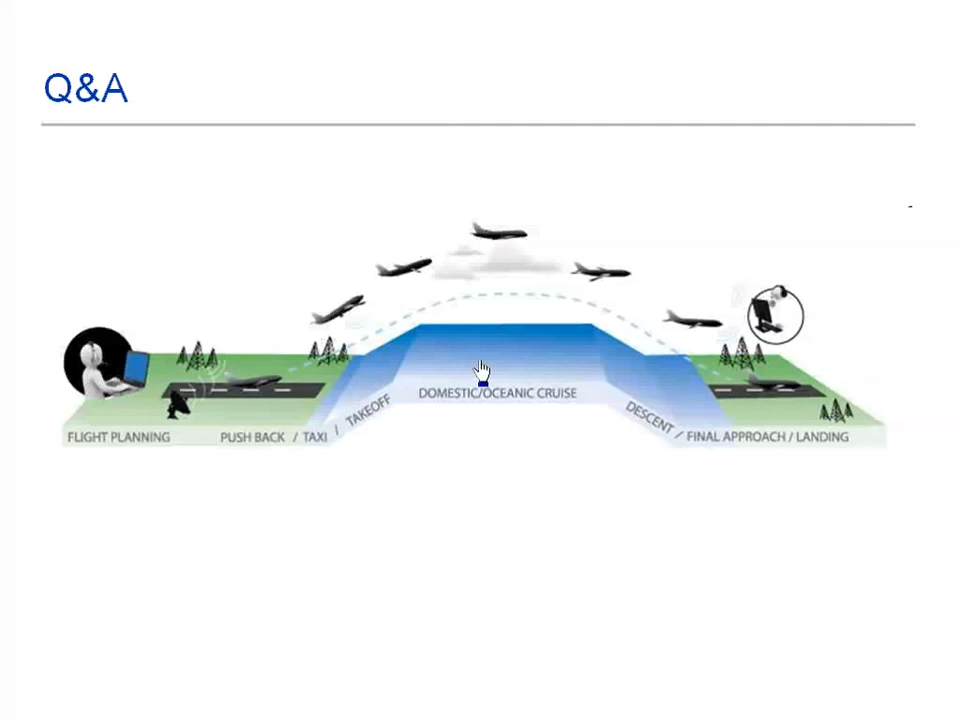 Q&A
DOMESTIC/OCEANIC CRUISE
FLIGHT PLANNING
PUSH BACK / TAXI / TAKEOFF
DESCENT / FINAL APPROACH / LANDING